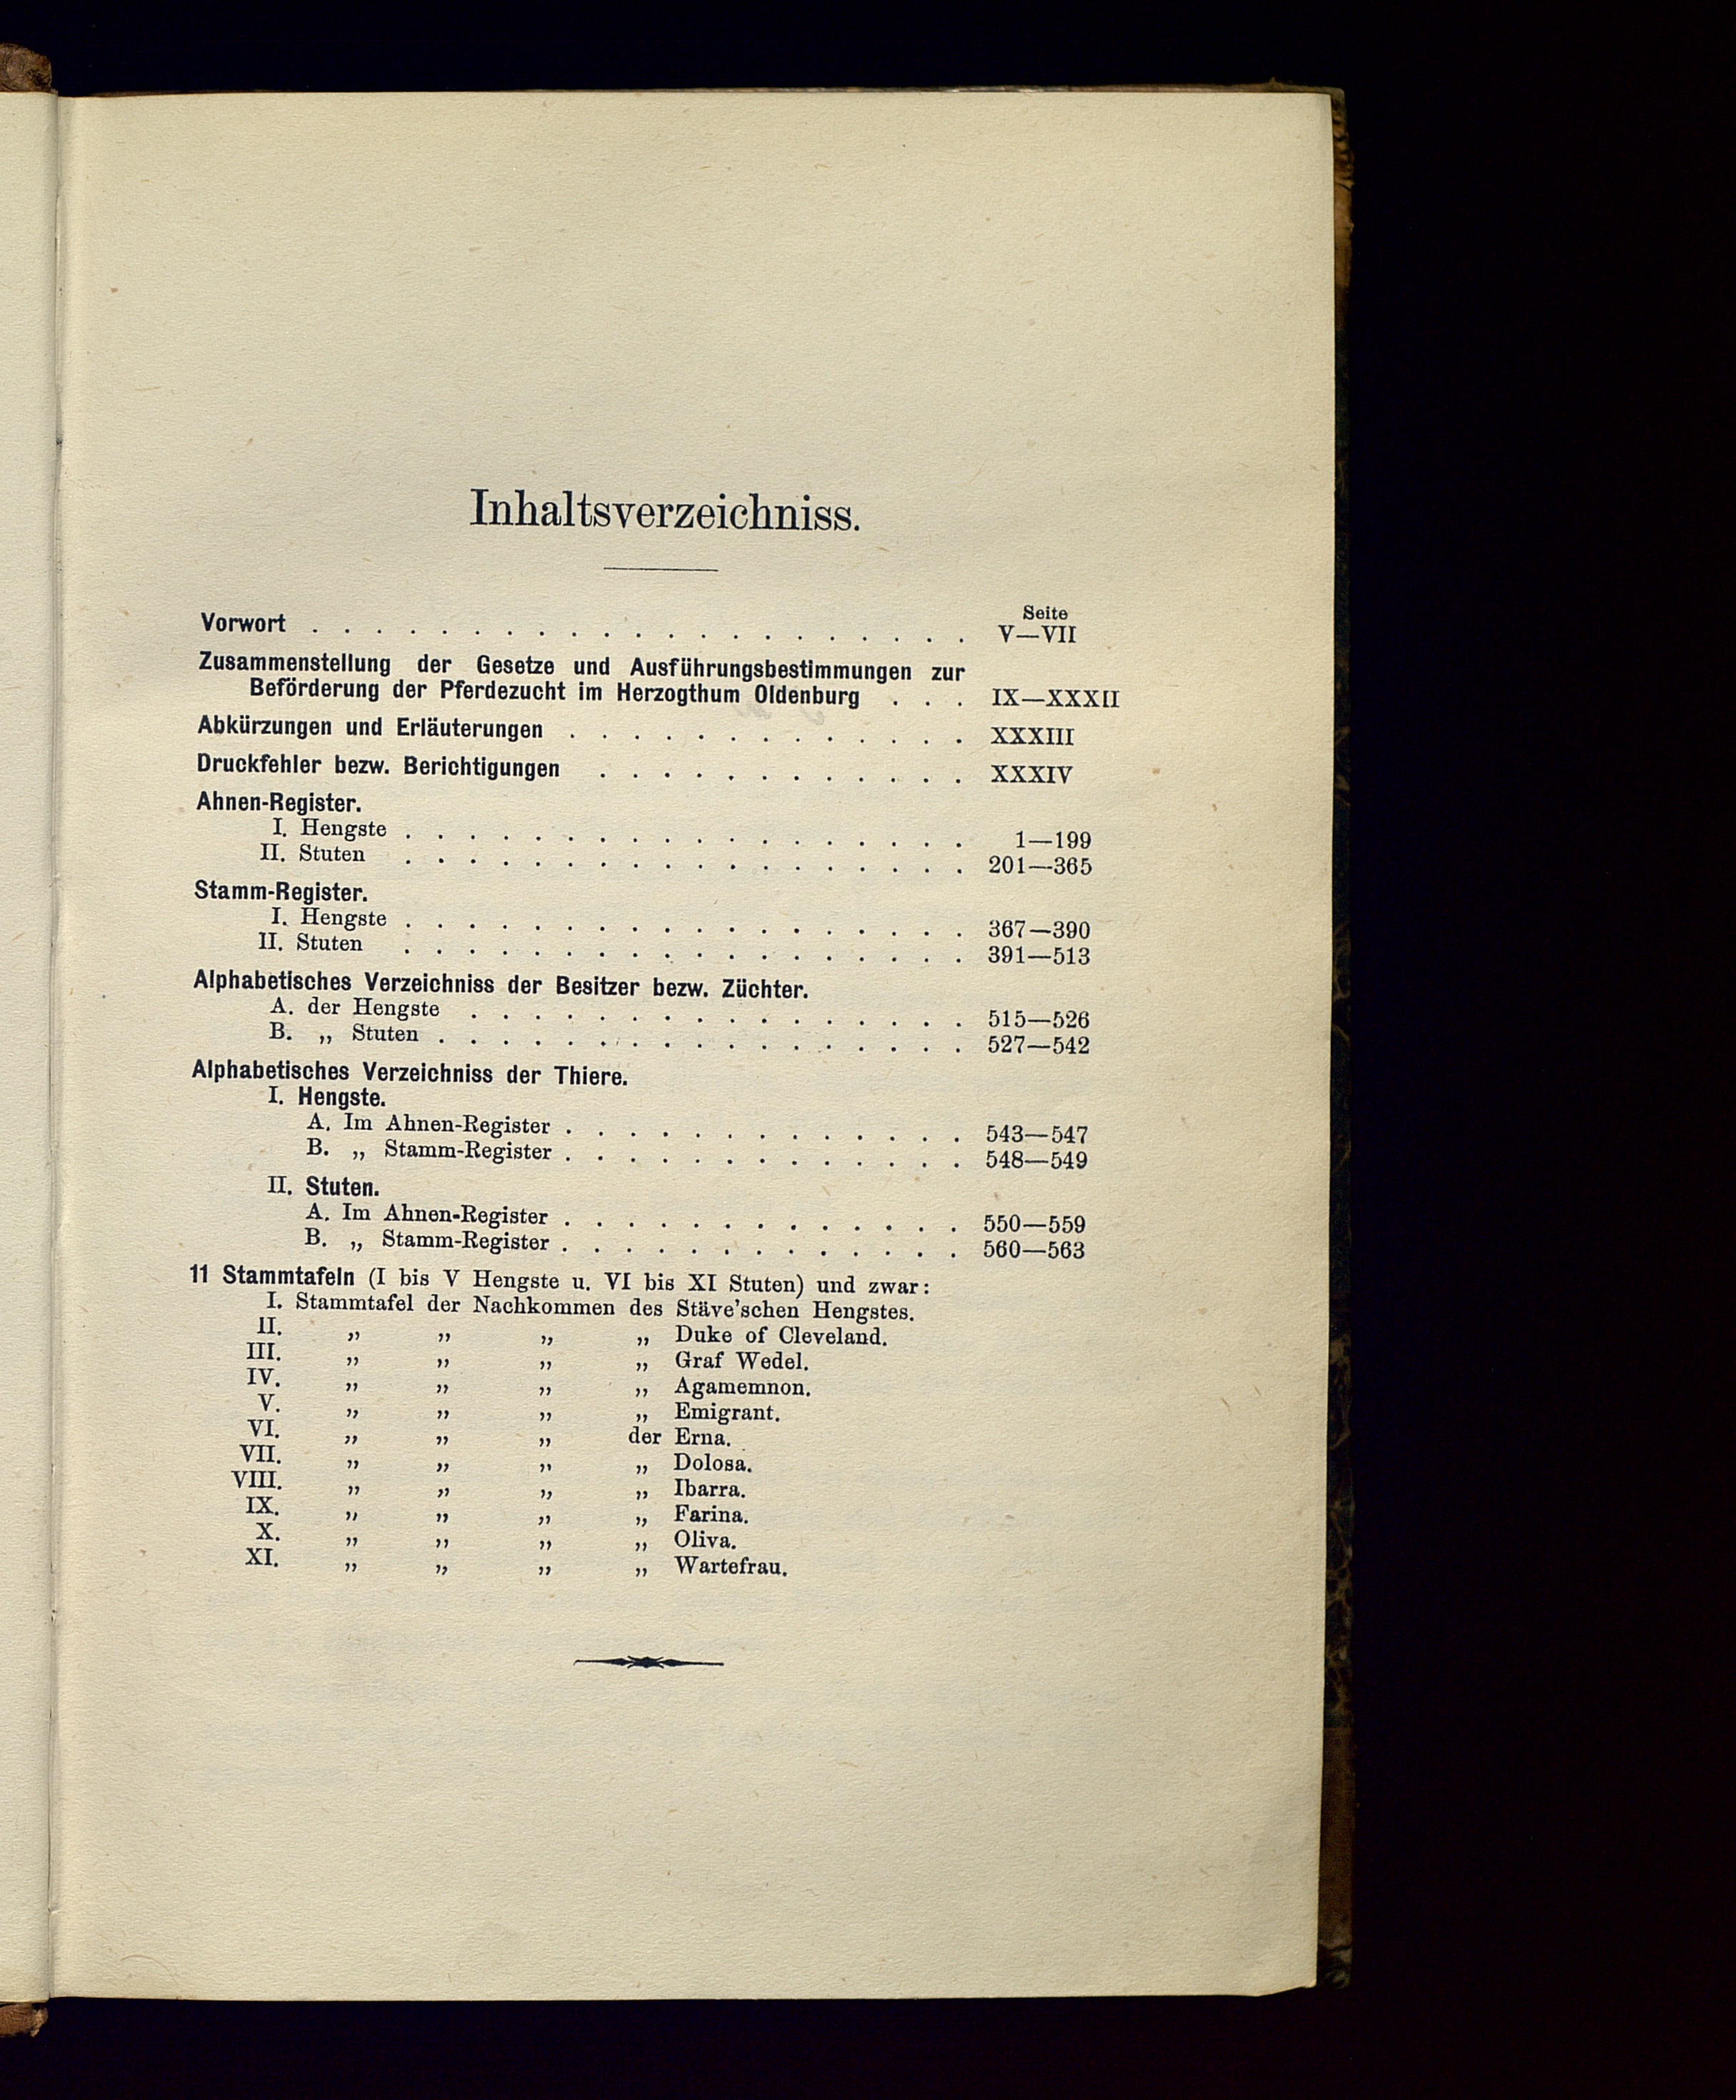 Inhaltsverzeichniss.
Seite
Vorwort . . . . . . . . . . . . . . . . . . . . . V—VII
Zusammenstellung der Gesetze und Ausführungsbestimmungen zur
Beförderung der Pferdezucht im Herzogthum Oldenburg . . . IX—XXXII
Abkürzungen und Erläuterungen . . . . . . . . . . . . . XXXIII
Druckfehler bezw. Berichtigungen . . . . . . . . . . . . XXXIV
Ahnen-Register.
I. Hengste . . . . . . . . . . . . . . . . . . 1—199
II. Stuten . . . . . . . . . . . . . . . . . . 201—365
Stamm-Register.
I. Hengste . . . . . . . . . . . . . . . . . . 367—390
II. Stuten . . . . . . . . . . . . . . . . . . 391—513
Alphabetisches Verzeichniss der Besitzer bezw. Züchter.
A. der Hengste . . . . . . . . . . . . . . . . 515—526
B. „ Stuten . . . . . . . . . . . . . . . . . 527—542
Alphabetisches Verzeichniss der Thiere.
I. Hengste.
A. Im Ahnen-Register . . . . . . . . . . . . . 543—547
B. „ Stamm-Register . . . . . . . . . . . . . 548—549
II. Stuten.
A. Im Ahnen-Register . . . . . . . . . . . . . 550—559
B. „ Stamm-Register . . . . . . . . . . . . . 560—563
11 Stammtafeln (I bis V Hengste u. VI bis XI Stuten) und zwar:
I. Stammtafel der Nachkommen des Stäve'schen Hengstes.
II. „ „ „ „ Duke of Cleveland.
III. „ „ „ „ Graf Wedel.
IV. „ „ „ „ Agamemnon.
V. „ „ „ „ Emigrant.
VI. „ „ „ der Erna.
VII. „ „ „ „ Dolosa.
VIII. „ „ „ „ Ibarra.
IX. „ „ „ „ Farina.
X. „ „ „ „ Oliva.
XI. „ „ „ „ Wartefrau.